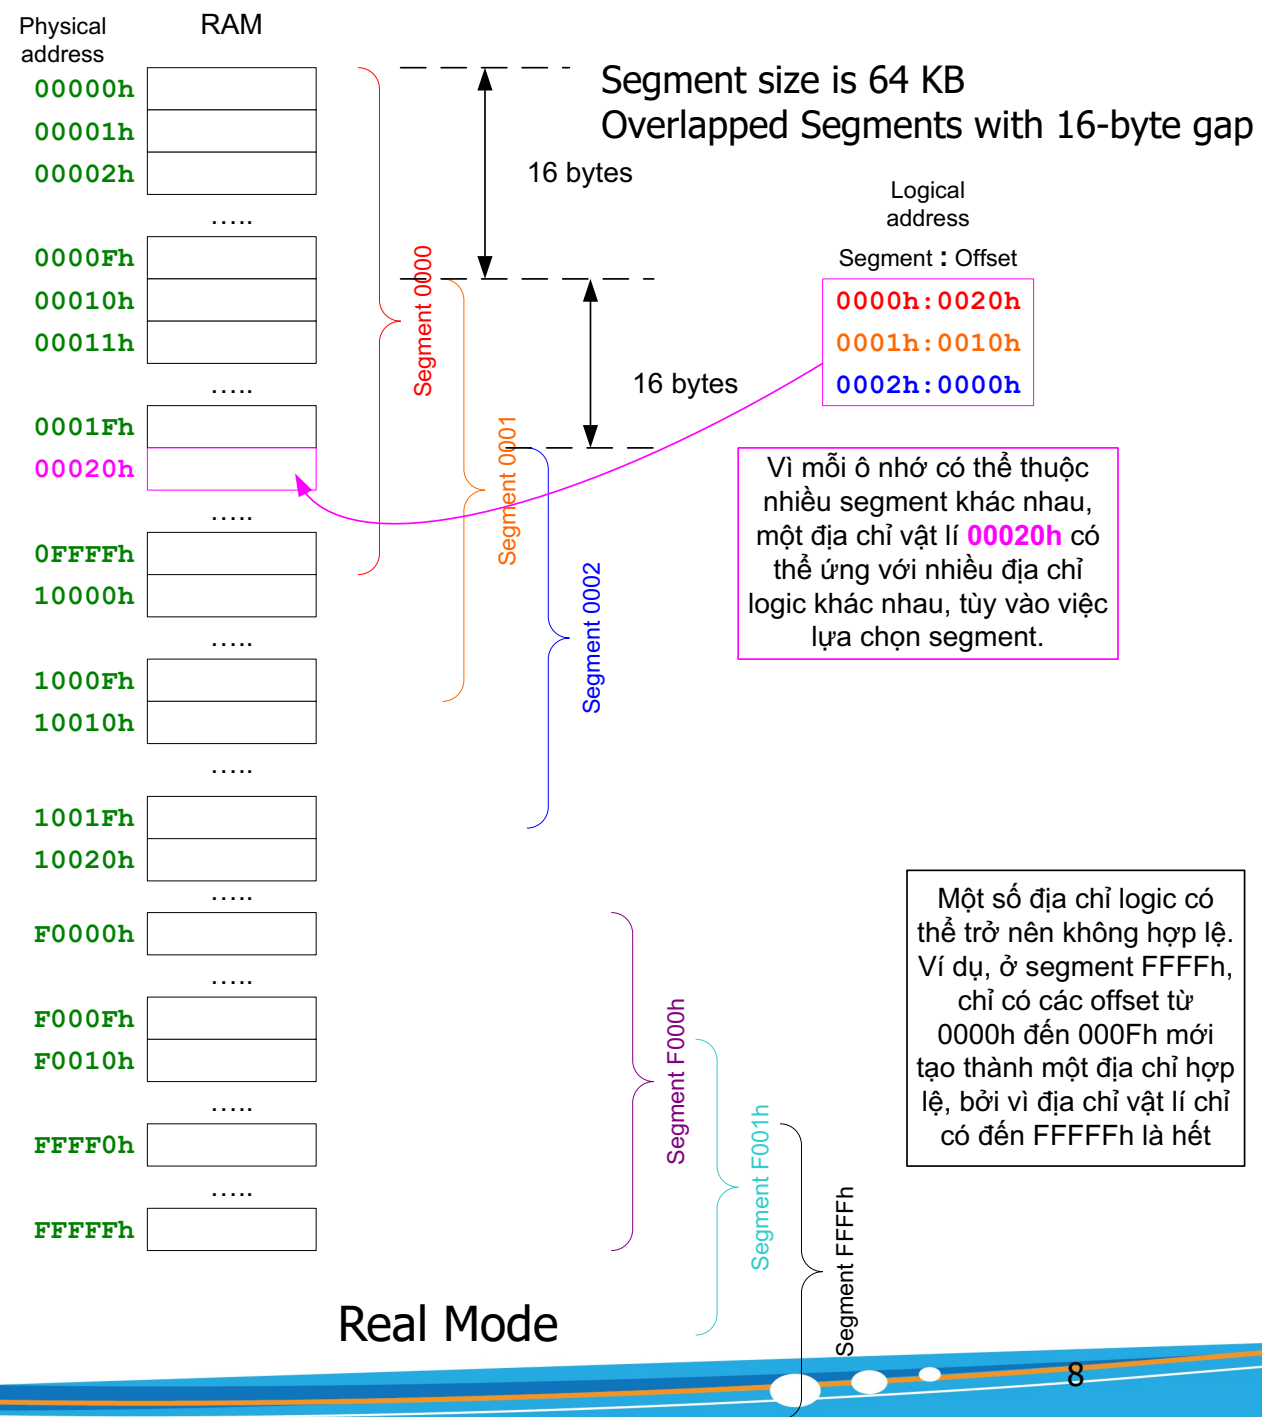 Physical
address
RAM
00000h
00001h
00002h
.....
0000Fh
00010h
00011h
.....
0001Fh
00020h
.....
0FFFFh
10000h
.....
1000Fh
10010h
.....
1001Fh
10020h
.....
F0000h
.....
F000Fh
F0010h
.....
FFFF0h
.....
FFFFFh
Segment 0000
Segment 0001
Segment 0002
Segment F000h
Segment F001h
Segment FFFFh
16 bytes
16 bytes
Segment size is 64 KB
Overlapped Segments with 16-byte gap
Logical
address
Segment : Offset
0000h:0020h
0001h:0010h
0002h:0000h
Vì mỗi ô nhớ có thể thuộc
nhiều segment khác nhau,
một địa chỉ vật lí 00020h có
thể ứng với nhiều địa chỉ
logic khác nhau, tùy vào việc
lựa chọn segment.
Một số địa chỉ logic có
thể trở nên không hợp lệ.
Ví dụ, ở segment FFFFh,
chỉ có các offset từ
0000h đến 000Fh mới
tạo thành một địa chỉ hợp
lệ, bởi vì địa chỉ vật lí chỉ
có đến FFFFFh là hết
Real Mode
8